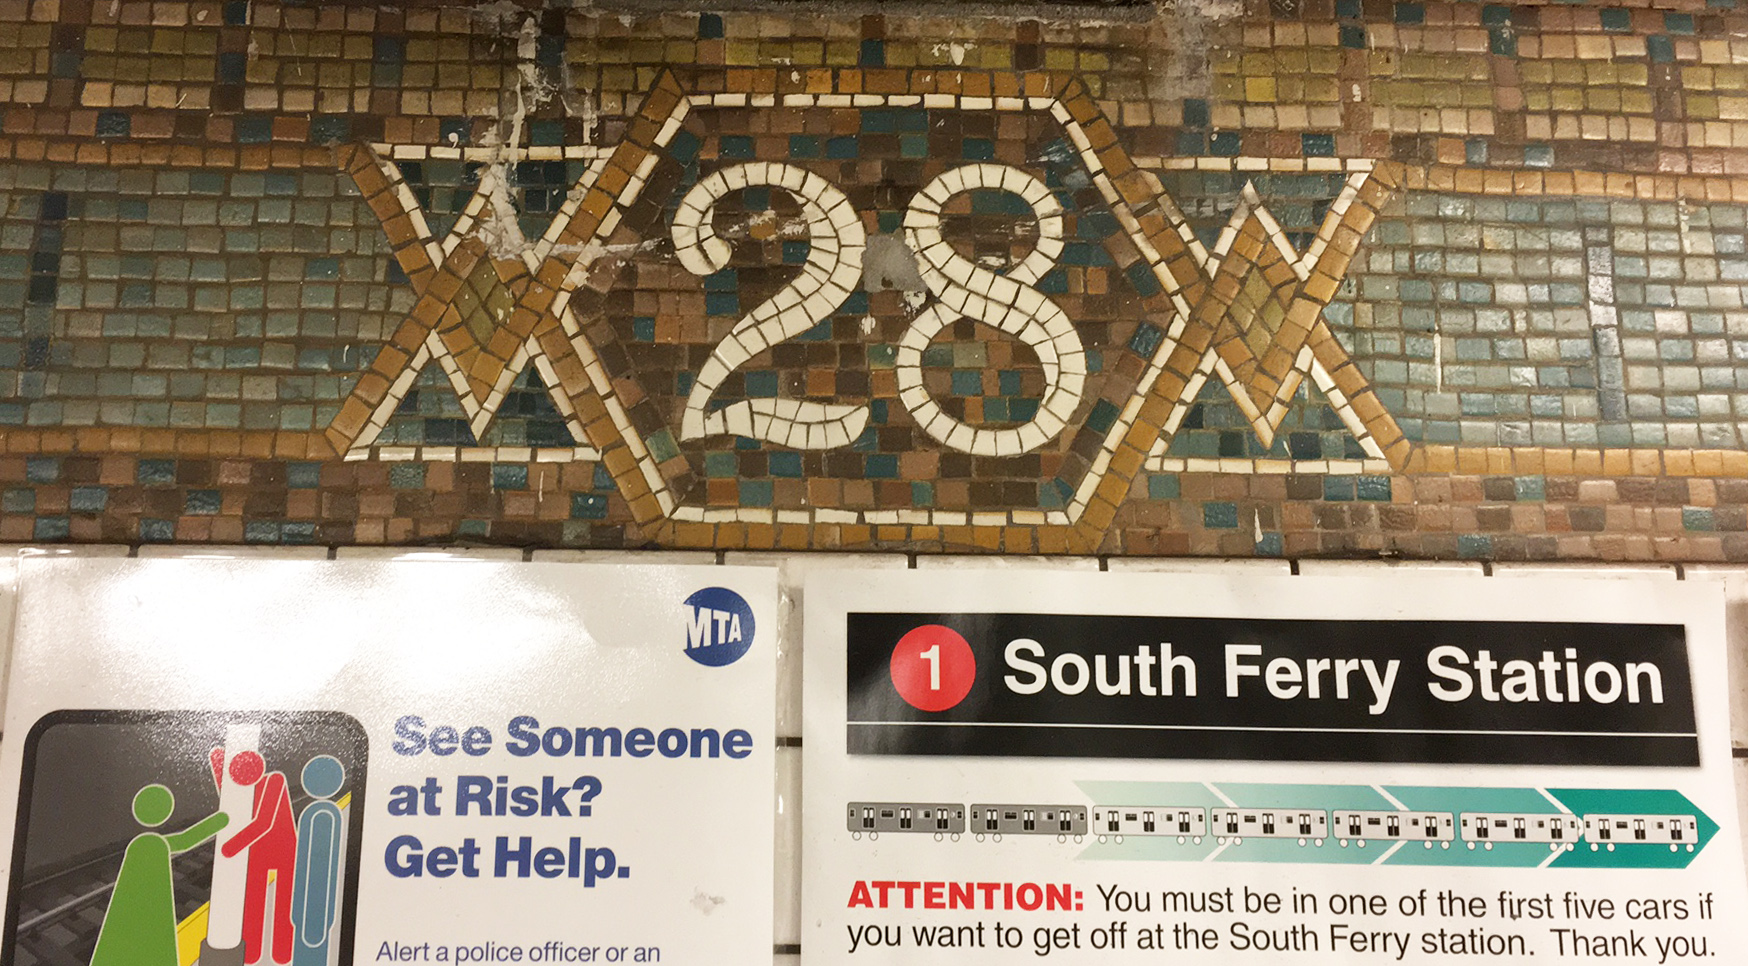 28
MTA
See Someone
at Risk?
Get Help.
Alert a police officer or an
1 South Ferry Station
ATTENTION: You must be in one of the first five cars if
you want to get off at the South Ferry station. Thank you.